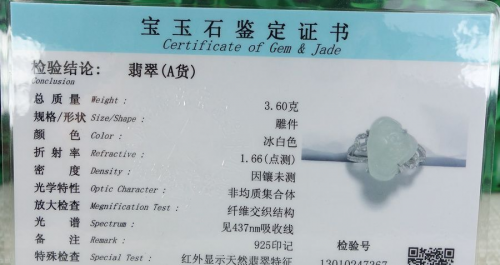 宝玉石鉴定证书
Certificate of Gem & Jade
检验结论: 翡翠(A货)
Conclusion
总质量 Weight: 3.60克
规格/形状 Size/Shape: 雕件
颜色 Color: 冰白色
折射率 Refractive: 1.66(点测)
密度 Density: 因镶未测
光学特性 Optic Character: 非均质集合体
放大检查 Magnification Test: 纤维交织结构
光谱 Spectrum: 见437nm吸收线
备注 Remark: 925印记
检验号
特殊检查 Special Test: 红外显示天然翡翠特征
13010247367